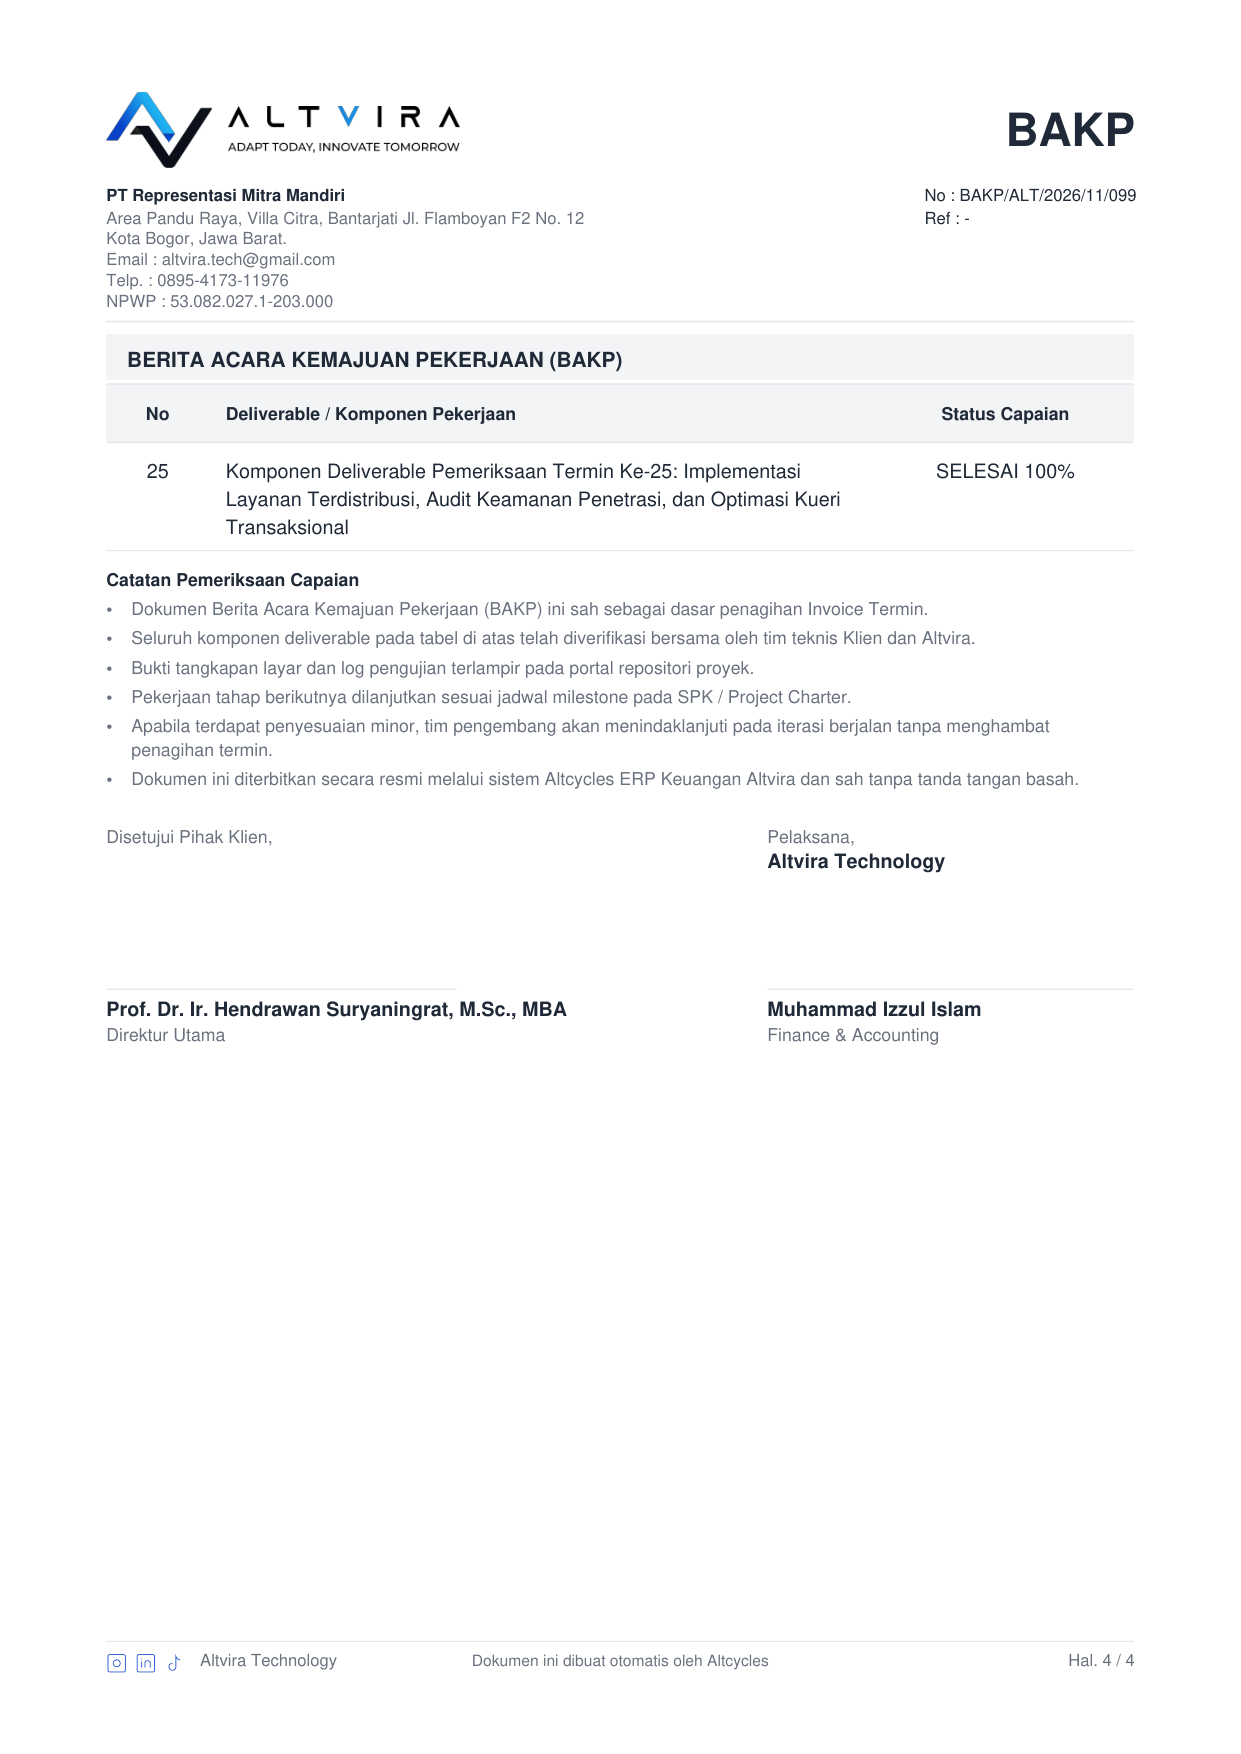 ALTVIRA
ADAPT TODAY, INNOVATE TOMORROW
BAKP
PT Representasi Mitra Mandiri
Area Pandu Raya, Villa Citra, Bantarjati Jl. Flamboyan F2 No. 12
Kota Bogor, Jawa Barat.
Email : altvira.tech@gmail.com
Telp. : 0895-4173-11976
NPWP : 53.082.027.1-203.000
No : BAKP/ALT/2026/11/099
Ref : -
BERITA ACARA KEMAJUAN PEKERJAAN (BAKP)
No Deliverable / Komponen Pekerjaan Status Capaian
25 Komponen Deliverable Pemeriksaan Termin Ke-25: Implementasi SELESAI 100%
Layanan Terdistribusi, Audit Keamanan Penetrasi, dan Optimasi Kueri
Transaksional
Catatan Pemeriksaan Capaian
• Dokumen Berita Acara Kemajuan Pekerjaan (BAKP) ini sah sebagai dasar penagihan Invoice Termin.
• Seluruh komponen deliverable pada tabel di atas telah diverifikasi bersama oleh tim teknis Klien dan Altvira.
• Bukti tangkapan layar dan log pengujian terlampir pada portal repositori proyek.
• Pekerjaan tahap berikutnya dilanjutkan sesuai jadwal milestone pada SPK / Project Charter.
• Apabila terdapat penyesuaian minor, tim pengembang akan menindaklanjuti pada iterasi berjalan tanpa menghambat
penagihan termin.
• Dokumen ini diterbitkan secara resmi melalui sistem Altcycles ERP Keuangan Altvira dan sah tanpa tanda tangan basah.
Disetujui Pihak Klien,
Pelaksana,
Altvira Technology
Prof. Dr. Ir. Hendrawan Suryaningrat, M.Sc., MBA
Direktur Utama
Muhammad Izzul Islam
Finance & Accounting
in Altvira Technology Dokumen ini dibuat otomatis oleh Altcycles Hal. 4 / 4